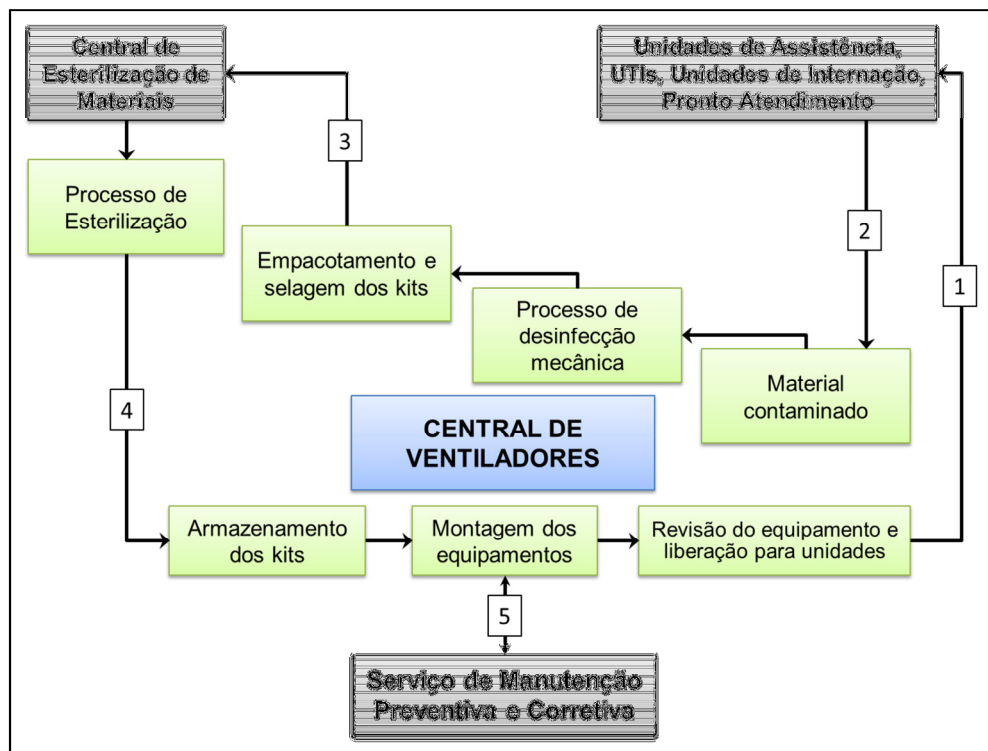 Central de
Esterilização de
Materiais
Unidades de Assistência,
UTIs, Unidades de Internação,
Pronto Atendimento
3
Processo de
Esterilização
2
1
Empacotamento e
selagem dos kits
Processo de
desinfecção
mecânica
Material
contaminado
4
CENTRAL DE
VENTILADORES
Armazenamento
dos kits
Montagem dos
equipamentos
Revisão do equipamento e
liberação para unidades
5
Serviço de Manutenção
Preventiva e Corretiva